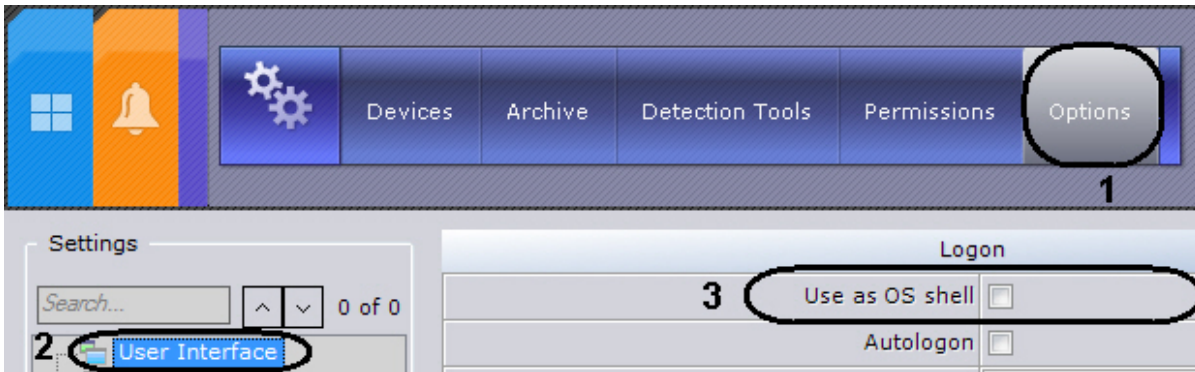 Devices Archive Detection Tools Permissions Options
1
Settings
Logon
Search... 0 of 0
3 Use as OS shell
2 User Interface
Autologon